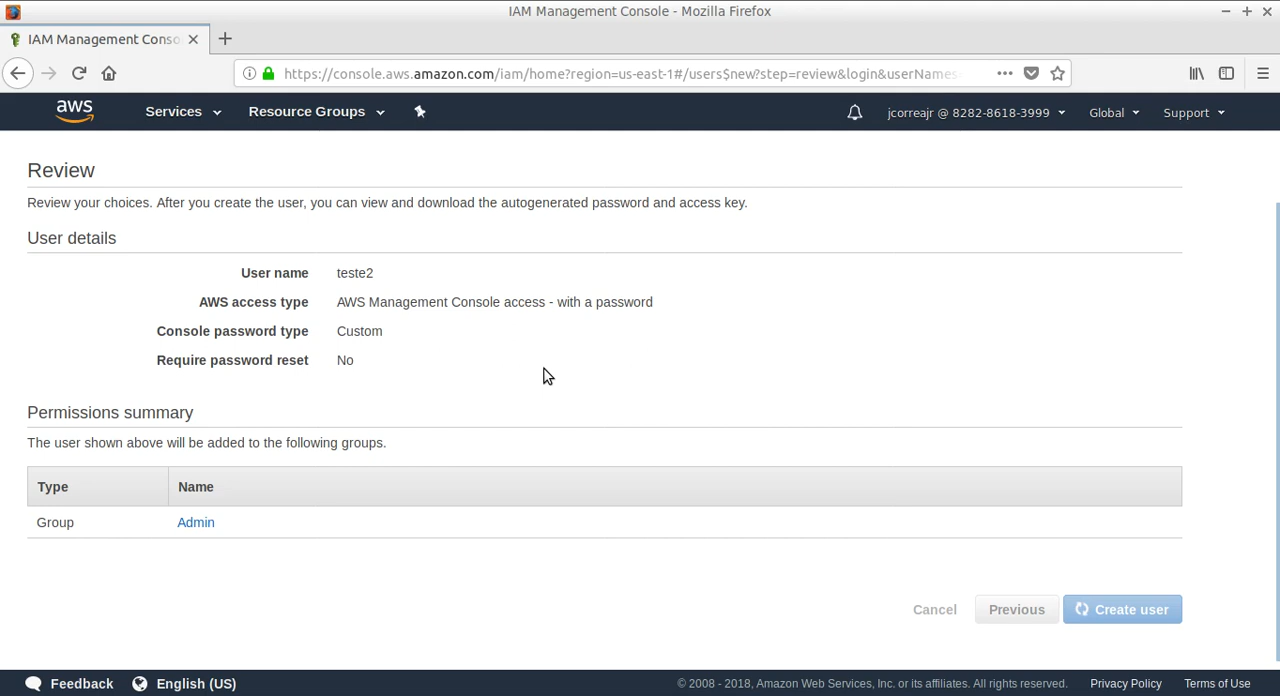 IAM Management Console - Mozilla Firefox
IAM Management Conso
https://console.aws.amazon.com/iam/home?region=us-east-1#/users$new?step=review&login&userNames
aws Services Resource Groups jcorreajr @ 8282-8618-3999 Global Support
Review
Review your choices. After you create the user, you can view and download the autogenerated password and access key.
User details
User name teste2
AWS access type AWS Management Console access - with a password
Console password type Custom
Require password reset No
Permissions summary
The user shown above will be added to the following groups.
Type Name
Group Admin
Cancel Previous Create user
Feedback English (US) © 2008 - 2018, Amazon Web Services, Inc. or its affiliates. All rights reserved. Privacy Policy Terms of Use